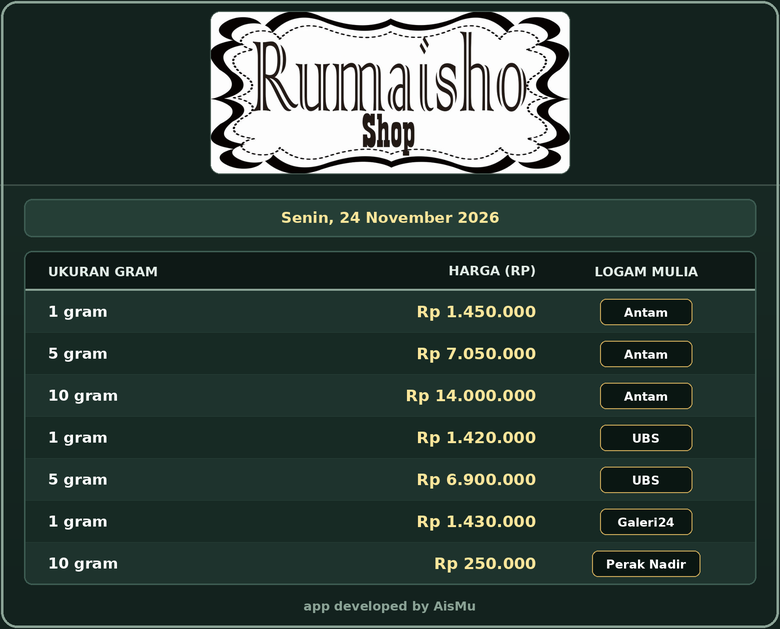 Rumaisho
Shop
Senin, 24 November 2026
UKURAN GRAM HARGA (RP) LOGAM MULIA
1 gram Rp 1.450.000 Antam
5 gram Rp 7.050.000 Antam
10 gram Rp 14.000.000 Antam
1 gram Rp 1.420.000 UBS
5 gram Rp 6.900.000 UBS
1 gram Rp 1.430.000 Galeri24
10 gram Rp 250.000 Perak Nadir
app developed by AisMu